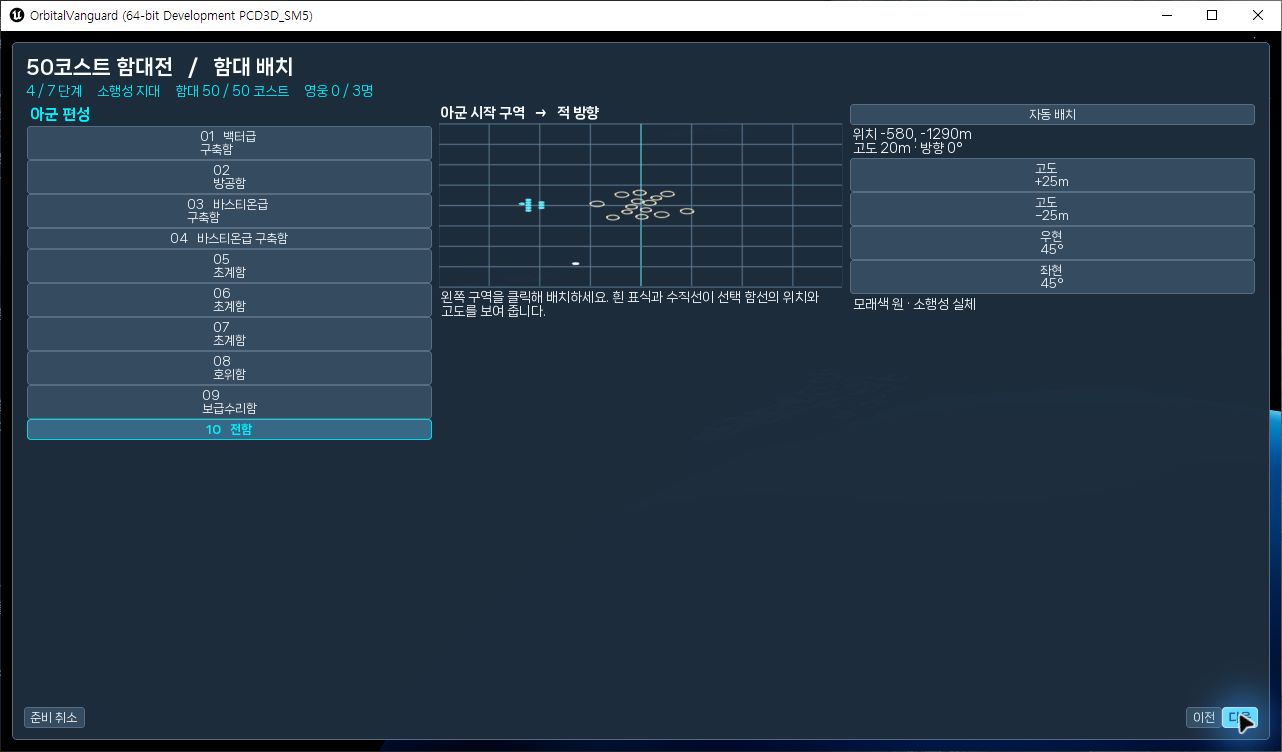 OrbitalVanguard (64-bit Development PCD3D_SM5)
50코스트 함대전 / 함대 배치
4 / 7 단계 소행성 지대 함대 50 / 50 코스트 영웅 0 / 3명
아군 편성
01 백터급
구축함
02
방공함
03 바스티온급
구축함
04 바스티온급 구축함
05
초계함
06
초계함
07
초계함
08
호위함
09
보급수리함
10 전함
아군 시작 구역 → 적 방향
왼쪽 구역을 클릭해 배치하세요. 흰 표식과 수직선이 선택 함선의 위치와
고도를 보여 줍니다.
자동 배치
위치 -580, -1290m
고도 20m · 방향 0°
고도
+25m
고도
-25m
우현
45°
좌현
45°
모래색 원 · 소행성 실체
준비 취소
이전